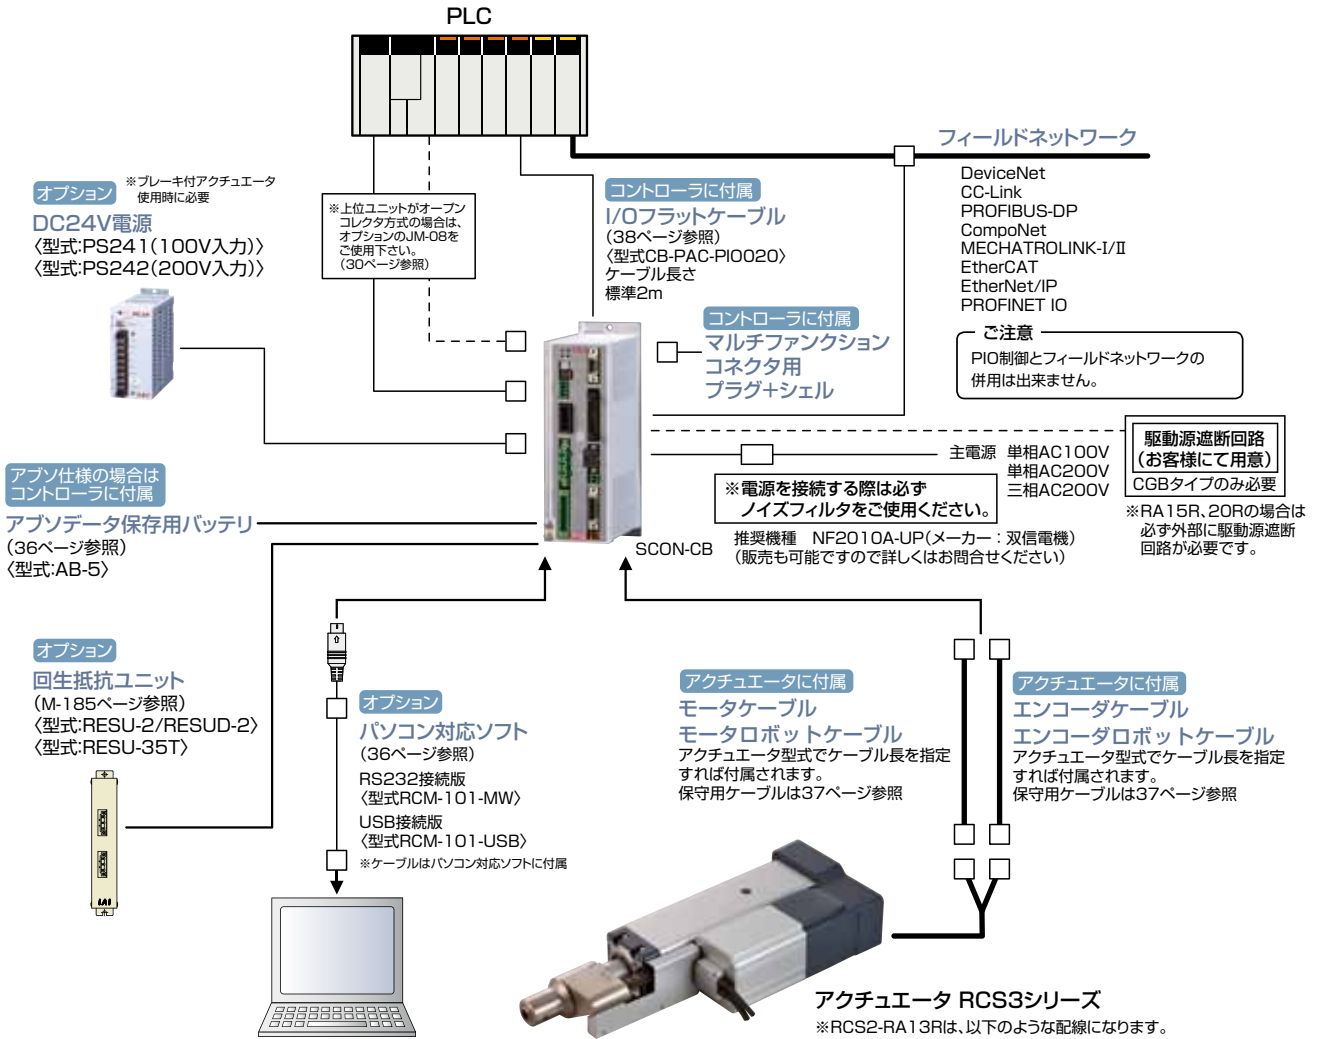 PLC
フィールドネットワーク
DeviceNet
CC-Link
PROFIBUS-DP
CompoNet
MECHATROLINK-I/II
EtherCAT
EtherNet/IP
PROFINET IO
ご注意
PIO制御とフィールドネットワークの
併用は出来ません。
オプション
※ブレーキ付アクチュエータ
使用時に必要
DC24V電源
〈型式:PS241(100V入力)〉
〈型式:PS242(200V入力)〉
※上位ユニットがオープン
コレクタ方式の場合は、
オプションのJM-08を
ご使用下さい。
(30ページ参照)
コントローラに付属
I/Oフラットケーブル
(38ページ参照)
〈型式CB-PAC-PIO020〉
ケーブル長さ
標準2m
コントローラに付属
マルチファンクション
コネクタ用
プラグ+シェル
主電源 単相AC100V
単相AC200V
三相AC200V
駆動源遮断回路
(お客様にて用意)
CGBタイプのみ必要
※RA15R、20Rの場合は
必ず外部に駆動源遮断
回路が必要です。
※電源を接続する際は必ず
ノイズフィルタをご使用ください。
推奨機種 NF2010A-UP(メーカー：双信電機)
(販売も可能ですので詳しくはお問合せください)
SCON-CB
アブソ仕様の場合は
コントローラに付属
アブソデータ保存用バッテリ
(36ページ参照)
〈型式:AB-5〉
オプション
回生抵抗ユニット
(M-185ページ参照)
〈型式:RESU-2/RESUD-2〉
〈型式:RESU-35T〉
IAI
オプション
パソコン対応ソフト
(36ページ参照)
RS232接続版
〈型式RCM-101-MW〉
USB接続版
〈型式RCM-101-USB〉
※ケーブルはパソコン対応ソフトに付属
アクチュエータに付属
モータケーブル
モータロボットケーブル
アクチュエータ型式でケーブル長を指定
すれば付属されます。
保守用ケーブルは37ページ参照
アクチュエータに付属
エンコーダケーブル
エンコーダロボットケーブル
アクチュエータ型式でケーブル長を指定
すれば付属されます。
保守用ケーブルは37ページ参照
アクチュエータ RCS3シリーズ
※RCS2-RA13Rは、以下のような配線になります。